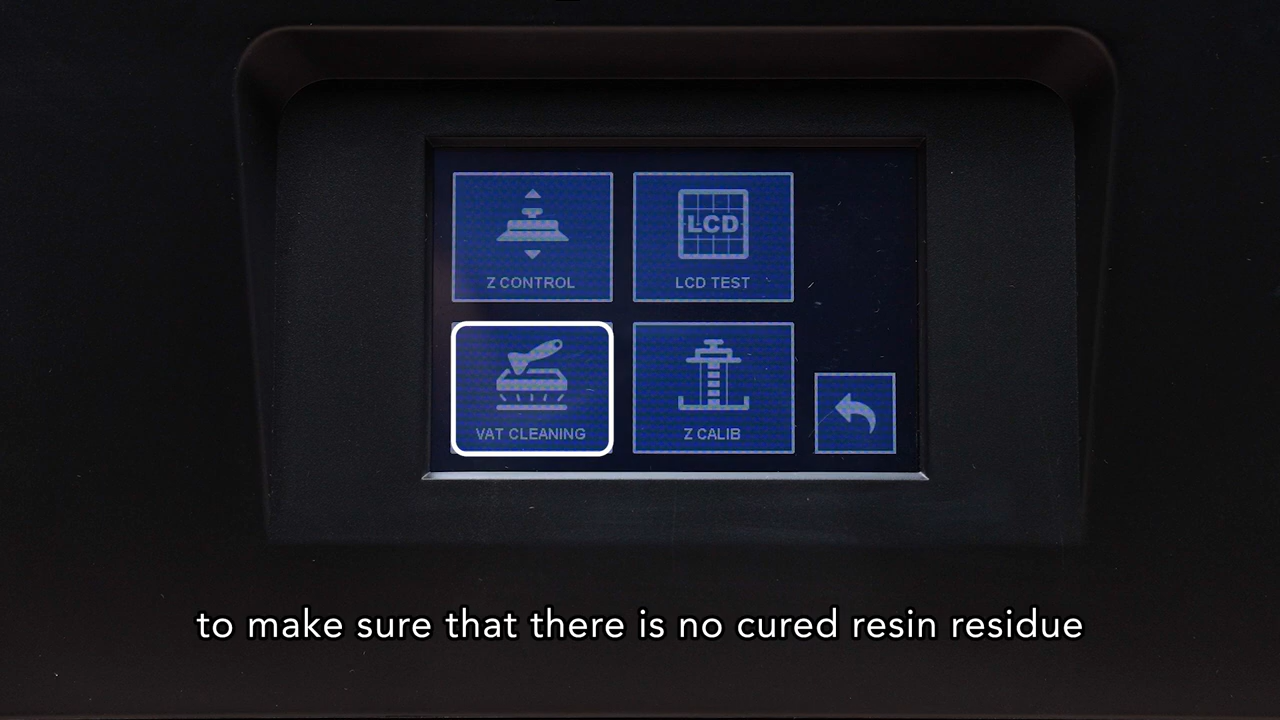 LCD
Z CONTROL
LCD TEST
VAT CLEANING
Z CALIB
to make sure that there is no cured resin residue